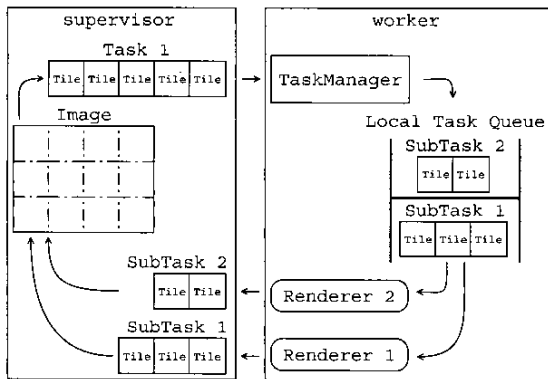 supervisor
worker
Task 1
Tile Tile Tile Tile Tile
TaskManager
Image
Local Task Queue
SubTask 2
Tile Tile
SubTask 1
Tile Tile Tile
SubTask 2
Tile Tile
Renderer 2
SubTask 1
Tile Tile Tile
Renderer 1